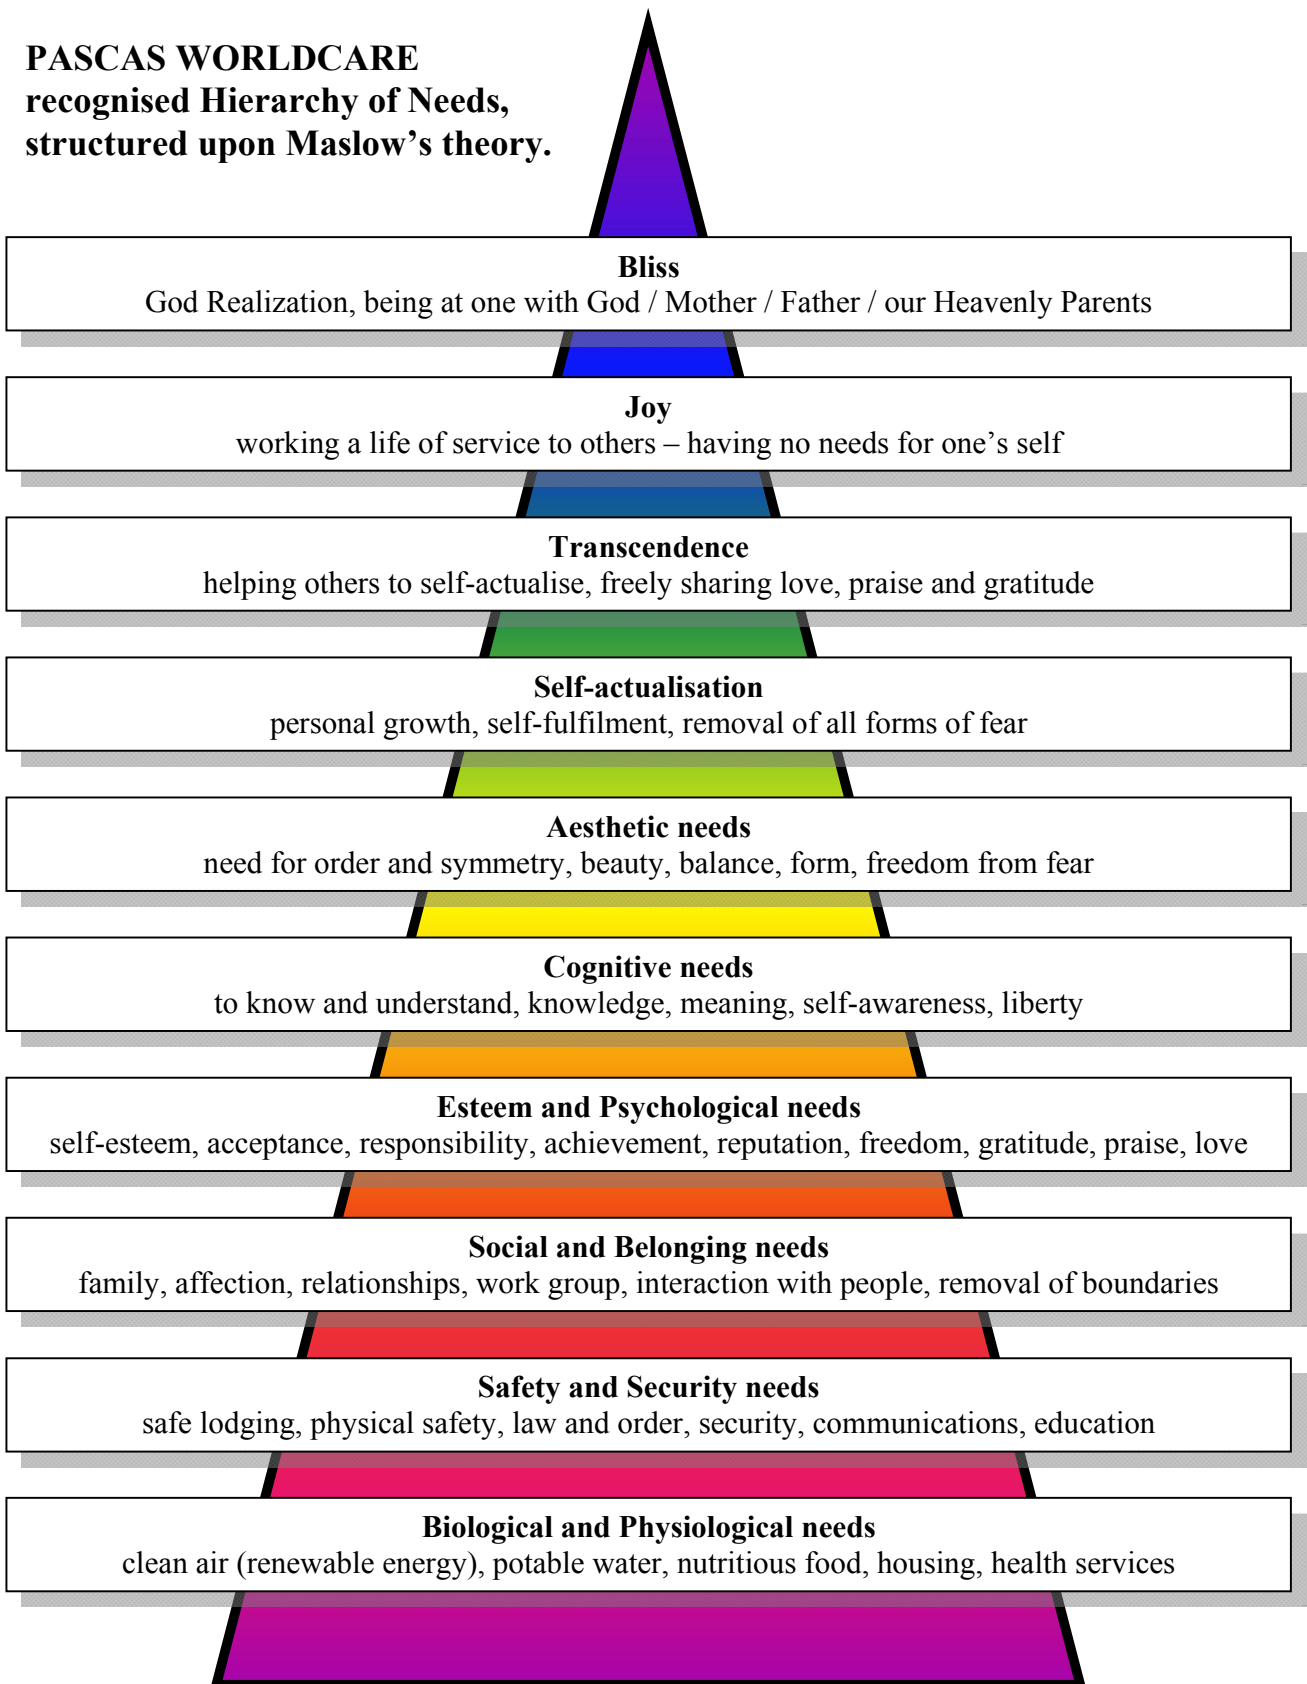 PASCAS WORLDCARE
recognised Hierarchy of Needs,
structured upon Maslow’s theory.
Bliss
God Realization, being at one with God / Mother / Father / our Heavenly Parents
Joy
working a life of service to others – having no needs for one’s self
Transcendence
helping others to self-actualise, freely sharing love, praise and gratitude
Self-actualisation
personal growth, self-fulfilment, removal of all forms of fear
Aesthetic needs
need for order and symmetry, beauty, balance, form, freedom from fear
Cognitive needs
to know and understand, knowledge, meaning, self-awareness, liberty
Esteem and Psychological needs
self-esteem, acceptance, responsibility, achievement, reputation, freedom, gratitude, praise, love
Social and Belonging needs
family, affection, relationships, work group, interaction with people, removal of boundaries
Safety and Security needs
safe lodging, physical safety, law and order, security, communications, education
Biological and Physiological needs
clean air (renewable energy), potable water, nutritious food, housing, health services